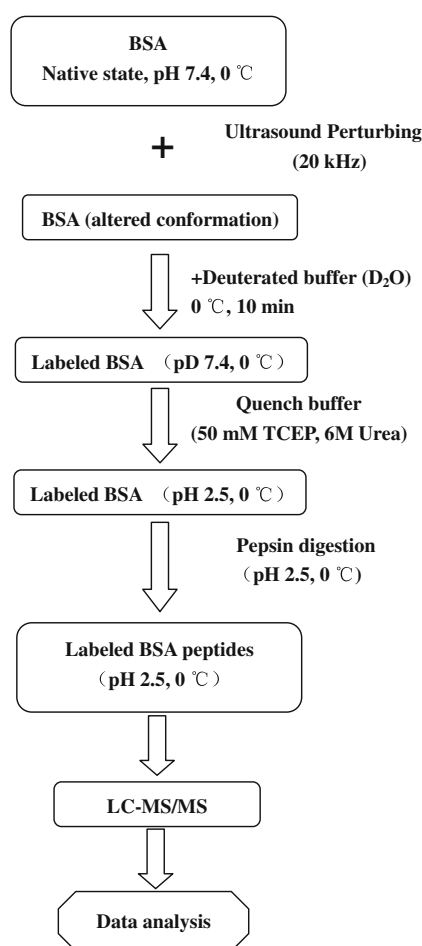 BSA
Native state, pH 7.4, 0 ℃
+
Ultrasound Perturbing
(20 kHz)
BSA (altered conformation)
+Deuterated buffer (D₂O)
0 ℃, 10 min
Labeled BSA （pD 7.4, 0 ℃）
Quench buffer
(50 mM TCEP, 6M Urea)
Labeled BSA （pH 2.5, 0 ℃）
Pepsin digestion
（pH 2.5, 0 ℃）
Labeled BSA peptides
（pH 2.5, 0 ℃）
LC-MS/MS
Data analysis